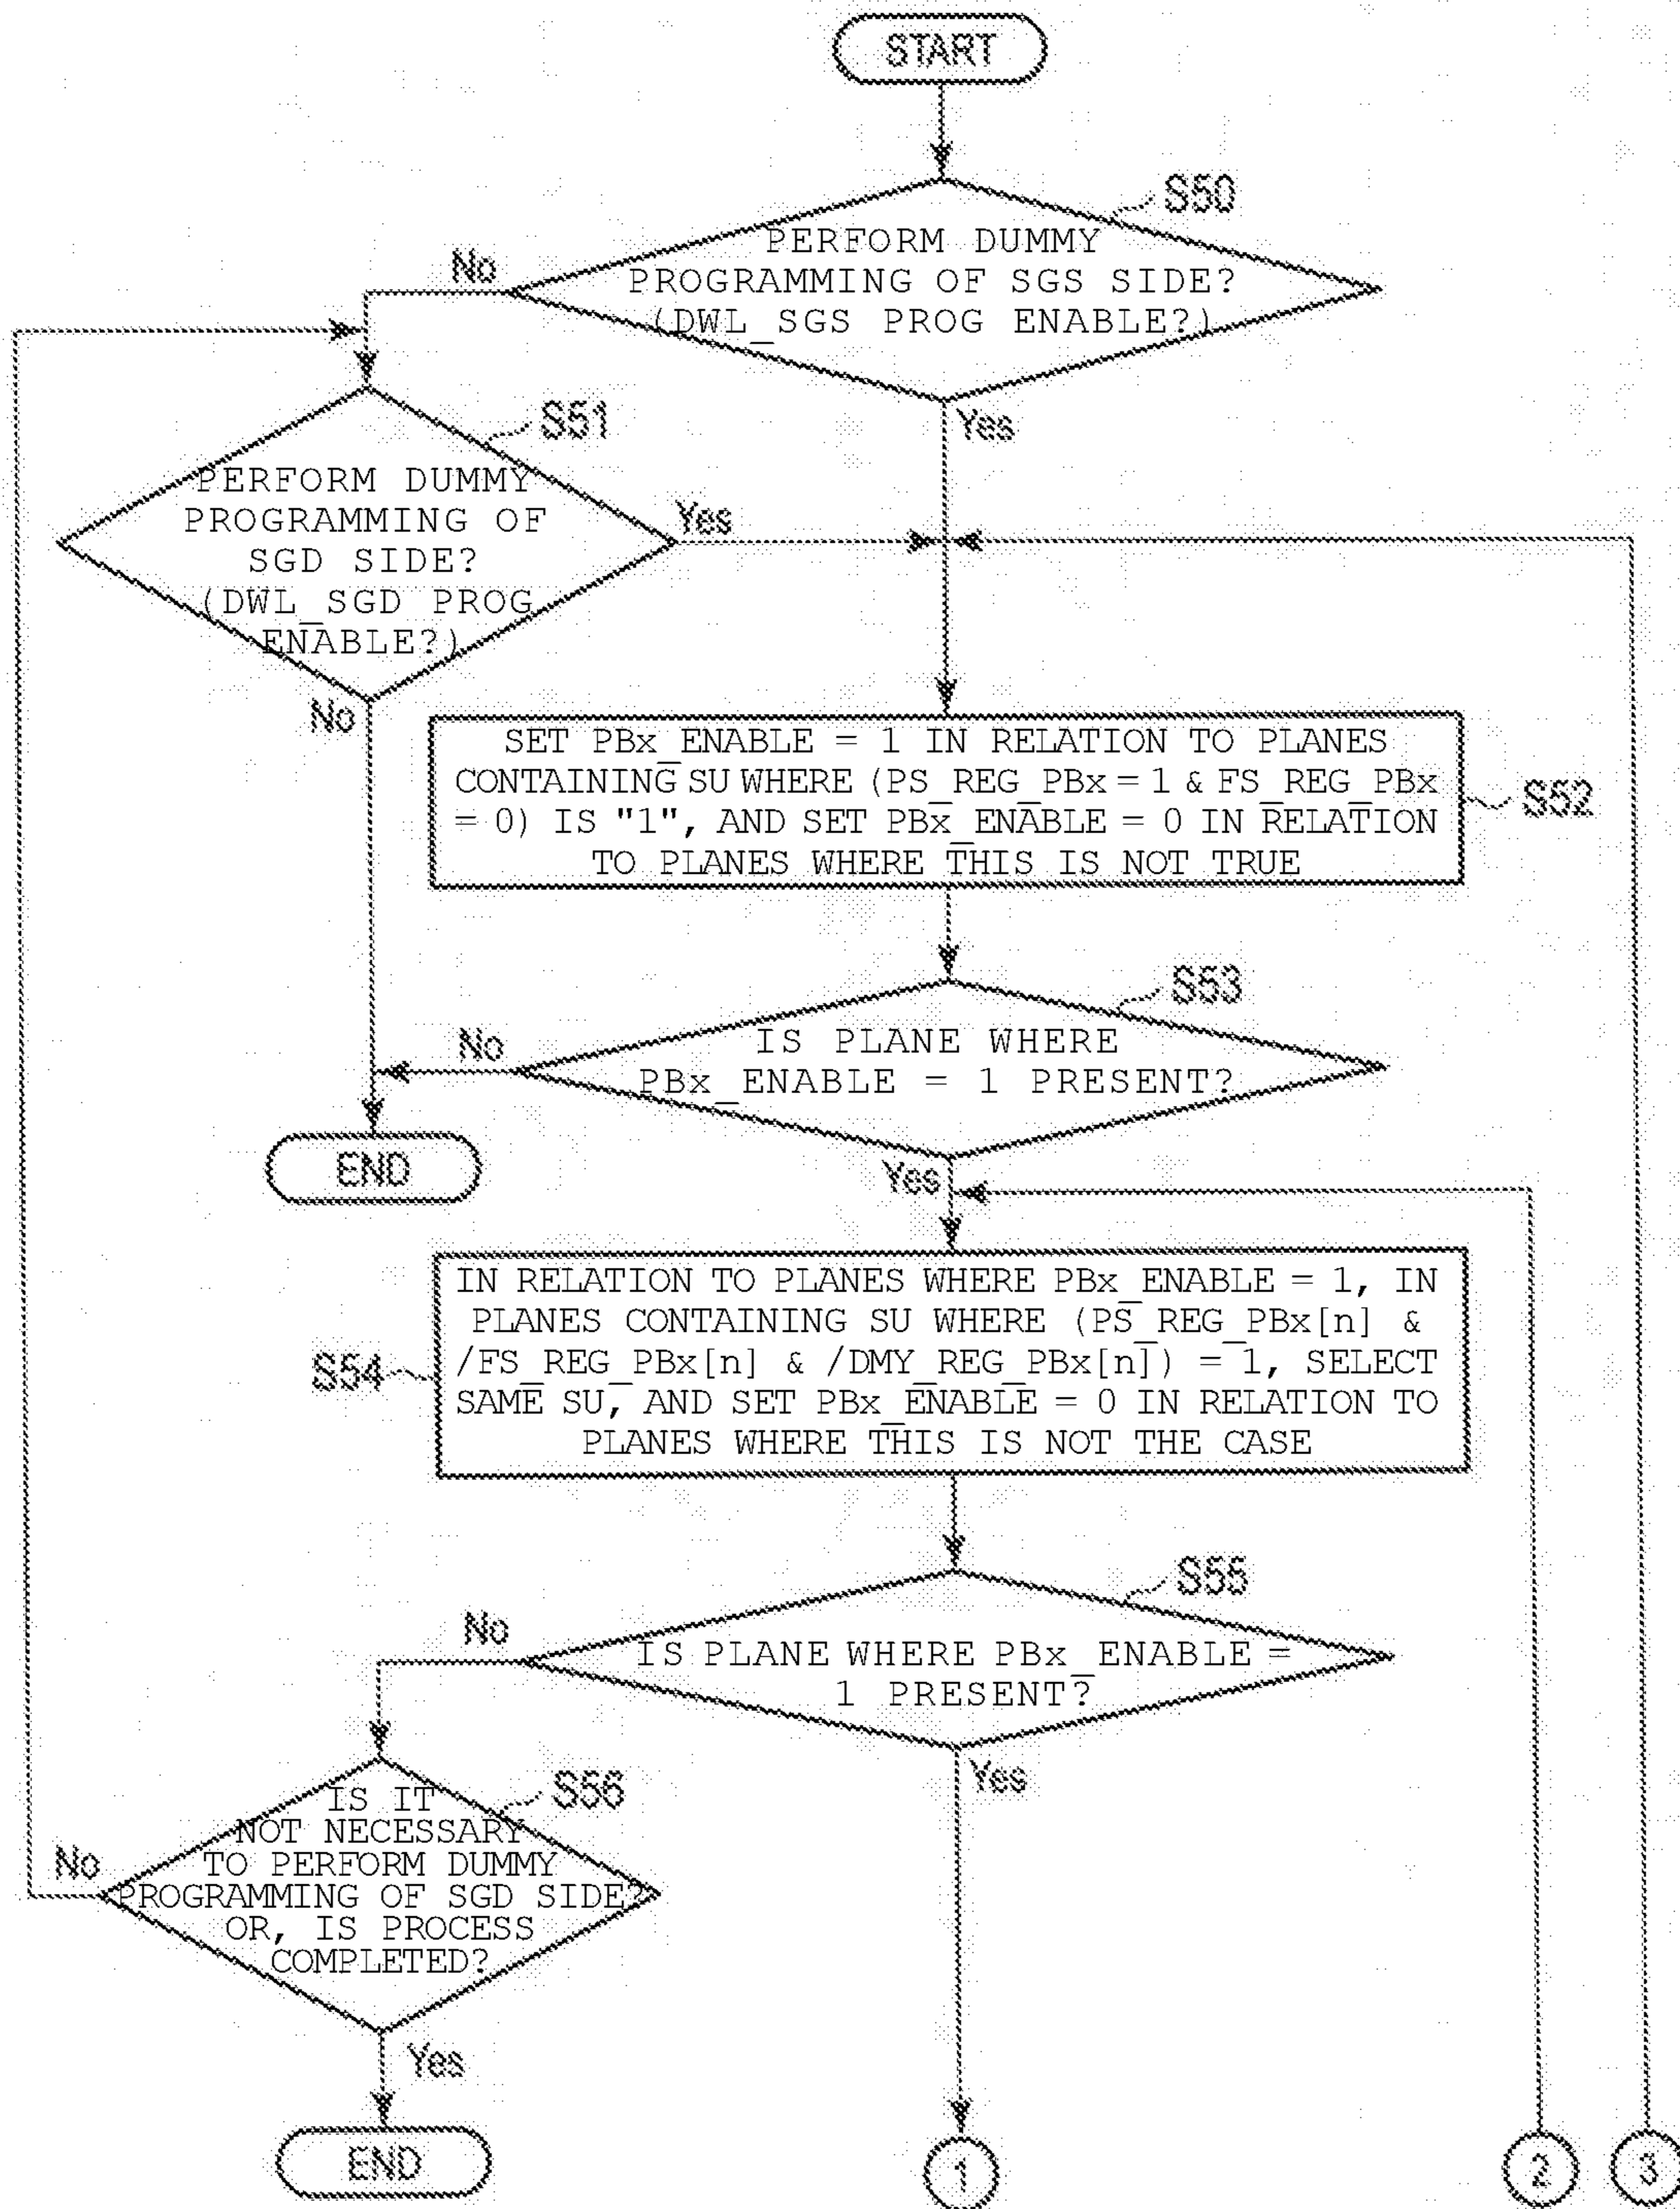 START
S50
PERFORM DUMMY
PROGRAMMING OF SGS SIDE?
(DWL_SGS PROG ENABLE?)
No
Yes
S51
PERFORM DUMMY
PROGRAMMING OF
SGD SIDE?
(DWL_SGD PROG
ENABLE?)
Yes
No
SET PBx_ENABLE = 1 IN RELATION TO PLANES
CONTAINING SU WHERE (PS_REG_PBx = 1 & FS_REG_PBx
= 0) IS "1", AND SET PBx_ENABLE = 0 IN RELATION
TO PLANES WHERE THIS IS NOT TRUE
S52
S53
IS PLANE WHERE
PBx_ENABLE = 1 PRESENT?
No
Yes
END
IN RELATION TO PLANES WHERE PBx_ENABLE = 1, IN
PLANES CONTAINING SU WHERE (PS_REG_PBx[n] &
/FS_REG_PBx[n] & /DMY_REG_PBx[n]) = 1, SELECT
SAME SU, AND SET PBx_ENABLE = 0 IN RELATION TO
PLANES WHERE THIS IS NOT THE CASE
S54
S55
IS PLANE WHERE PBx_ENABLE =
1 PRESENT?
No
Yes
S56
IS IT
NOT NECESSARY
TO PERFORM DUMMY
PROGRAMMING OF SGD SIDE?
OR, IS PROCESS
COMPLETED?
No
Yes
END
1
2
3